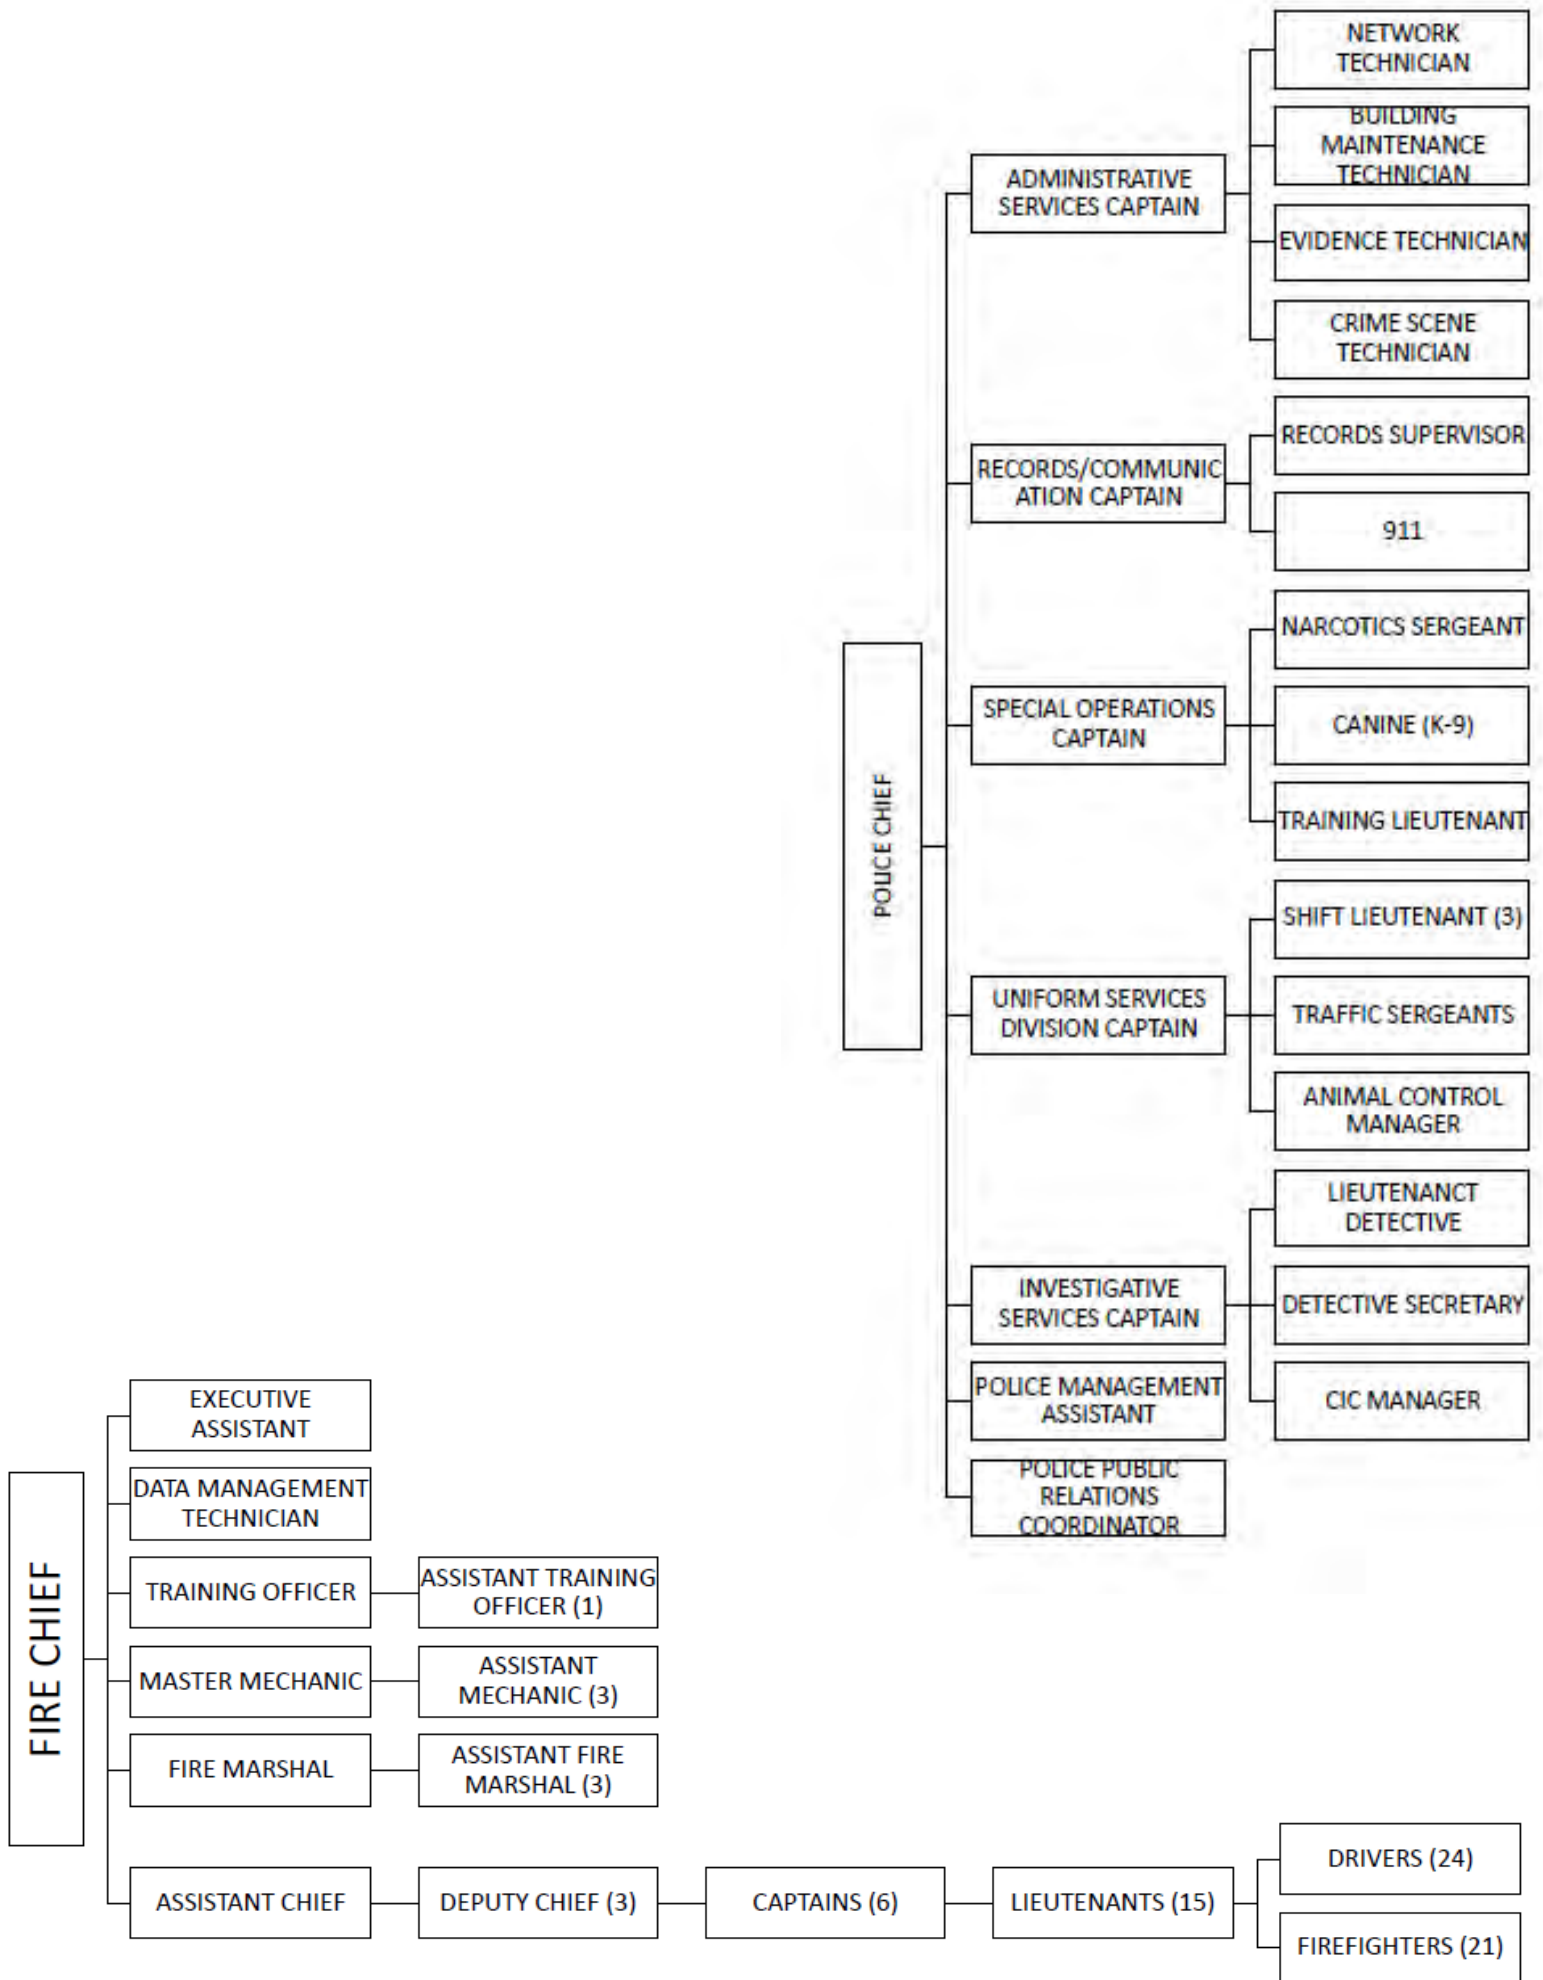 POLICE CHIEF
ADMINISTRATIVE
SERVICES CAPTAIN
NETWORK
TECHNICIAN
BUILDING
MAINTENANCE
TECHNICIAN
EVIDENCE TECHNICIAN
CRIME SCENE
TECHNICIAN
RECORDS/COMMUNIC
ATION CAPTAIN
RECORDS SUPERVISOR
911
SPECIAL OPERATIONS
CAPTAIN
NARCOTICS SERGEANT
CANINE (K-9)
TRAINING LIEUTENANT
UNIFORM SERVICES
DIVISION CAPTAIN
SHIFT LIEUTENANT (3)
TRAFFIC SERGEANTS
ANIMAL CONTROL
MANAGER
INVESTIGATIVE
SERVICES CAPTAIN
LIEUTENANCT
DETECTIVE
DETECTIVE SECRETARY
CIC MANAGER
POLICE MANAGEMENT
ASSISTANT
POLICE PUBLIC
RELATIONS
COORDINATOR
FIRE CHIEF
EXECUTIVE
ASSISTANT
DATA MANAGEMENT
TECHNICIAN
TRAINING OFFICER
ASSISTANT TRAINING
OFFICER (1)
MASTER MECHANIC
ASSISTANT
MECHANIC (3)
FIRE MARSHAL
ASSISTANT FIRE
MARSHAL (3)
ASSISTANT CHIEF
DEPUTY CHIEF (3)
CAPTAINS (6)
LIEUTENANTS (15)
DRIVERS (24)
FIREFIGHTERS (21)